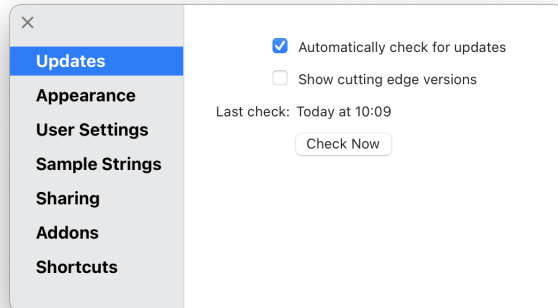 Updates
Appearance
User Settings
Sample Strings
Sharing
Addons
Shortcuts
Automatically check for updates
Show cutting edge versions
Last check: Today at 10:09
Check Now